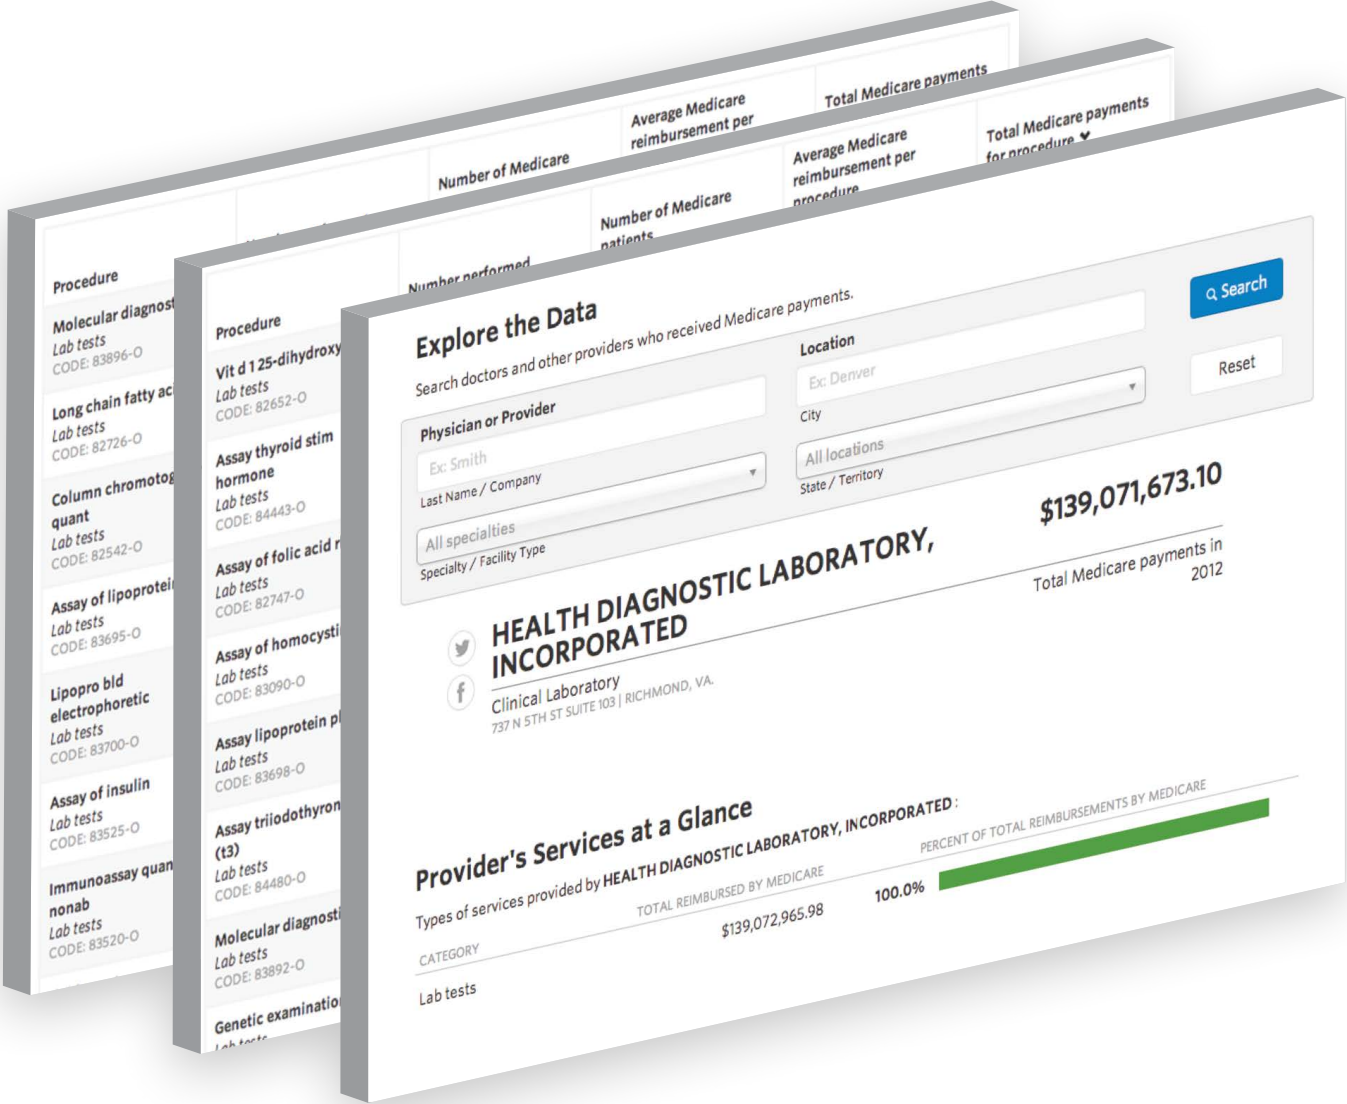 Average Medicare
reimbursement per
Total Medicare payments
Number of Medicare
Procedure
Molecular
Lab tests
CODE: 83896-O
Long chain fatty
Lab tests
CODE: 82726-O
Column
quant
Lab tests
CODE: 82542-O
Assay of
Lab tests
CODE: 83695-O
Lipopro bld
electrophoretic
Lab tests
CODE: 83700-O
Assay of insulin
Lab tests
CODE: 83525-O
Immunoassay
nonab
Lab tests
CODE: 83520-O
Total Medicare payments
for procedure
Average Medicare
reimbursement per
procedure
Number of Medicare
patients
Number performed
Procedure
Vit d 1 25-dihydroxy
Lab tests
CODE: 82652-O
Assay thyroid stim
hormone
Lab tests
CODE: 84443-O
Assay of folic acid
Lab tests
CODE: 82747-O
Assay of
Lab tests
CODE: 83090-O
Assay lipoprotein
Lab tests
CODE: 83698-O
Assay
(t3)
Lab tests
CODE: 84480-O
Molecular
Lab tests
CODE: 83892-O
Genetic
Lab tests
Explore the Data
Search doctors and other providers who received Medicare payments.
Physician or Provider
Ex: Smith
Last Name / Company
All specialties
Specialty / Facility Type
Location
Ex: Denver
City
All locations
State / Territory
Search
Reset
HEALTH DIAGNOSTIC LABORATORY,
INCORPORATED
Clinical Laboratory
737 N 5TH ST SUITE 103 | RICHMOND, VA.
$139,071,673.10
Total Medicare payments in
2012
Provider's Services at a Glance
Types of services provided by HEALTH DIAGNOSTIC LABORATORY, INCORPORATED :
CATEGORY TOTAL REIMBURSED BY MEDICARE PERCENT OF TOTAL REIMBURSEMENTS BY MEDICARE
Lab tests $139,072,965.98 100.0%